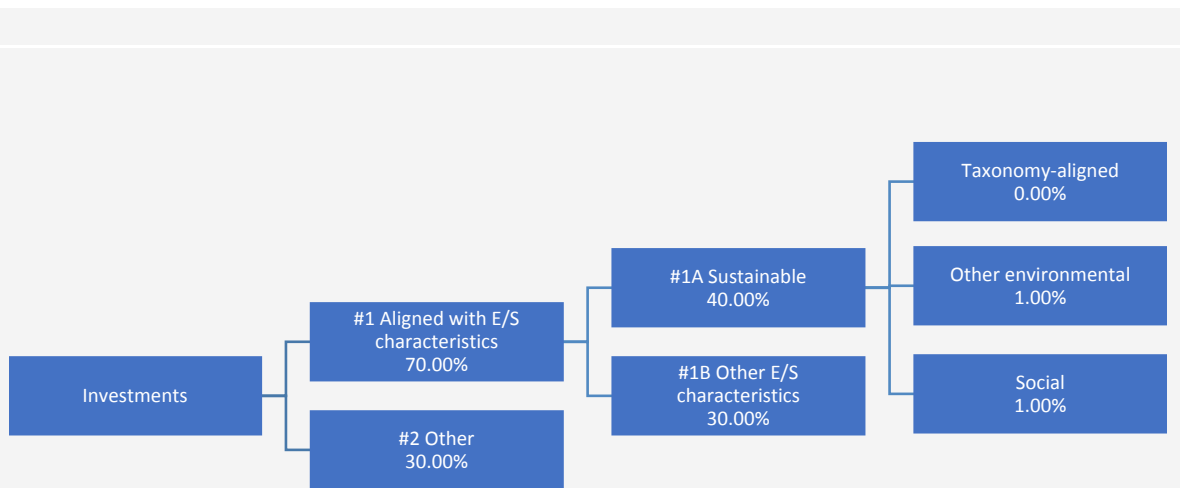 Investments
#1 Aligned with E/S
characteristics
70.00%
#2 Other
30.00%
#1A Sustainable
40.00%
#1B Other E/S
characteristics
30.00%
Taxonomy-aligned
0.00%
Other environmental
1.00%
Social
1.00%